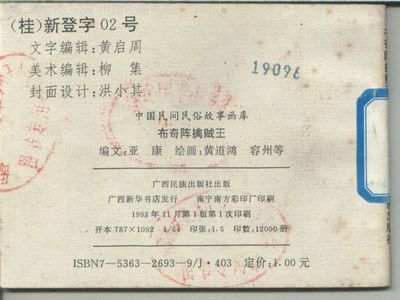 (桂)新登字02号
文字编辑:黄启周
美术编辑:柳 集
封面设计:洪小其
19096
中国民间民俗故事画库
布奇阵擒贼王
编文:亚 康 绘画:黄道鸿 容州等
广西民族出版社出版
广西新华书店发行 南宁南方彩印厂印刷
1993年11月第1版第1次印刷
开本787×1092 1/64 印张:1.5 印数:12000册
ISBN7-5363-2693-9/J·403 定价:1.00元